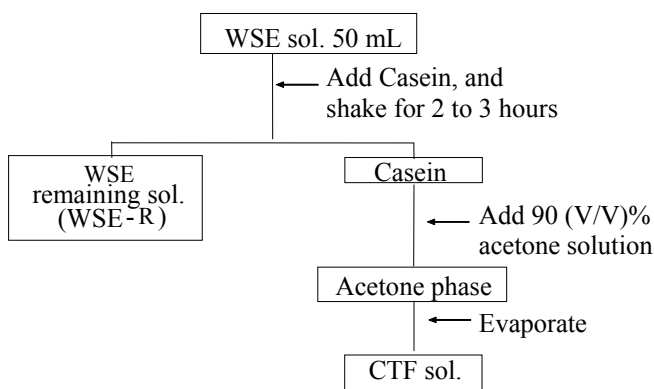 WSE sol. 50 mL
Add Casein, and
shake for 2 to 3 hours
WSE
remaining sol.
(WSE-R)
Casein
Add 90 (V/V)%
acetone solution
Acetone phase
Evaporate
CTF sol.